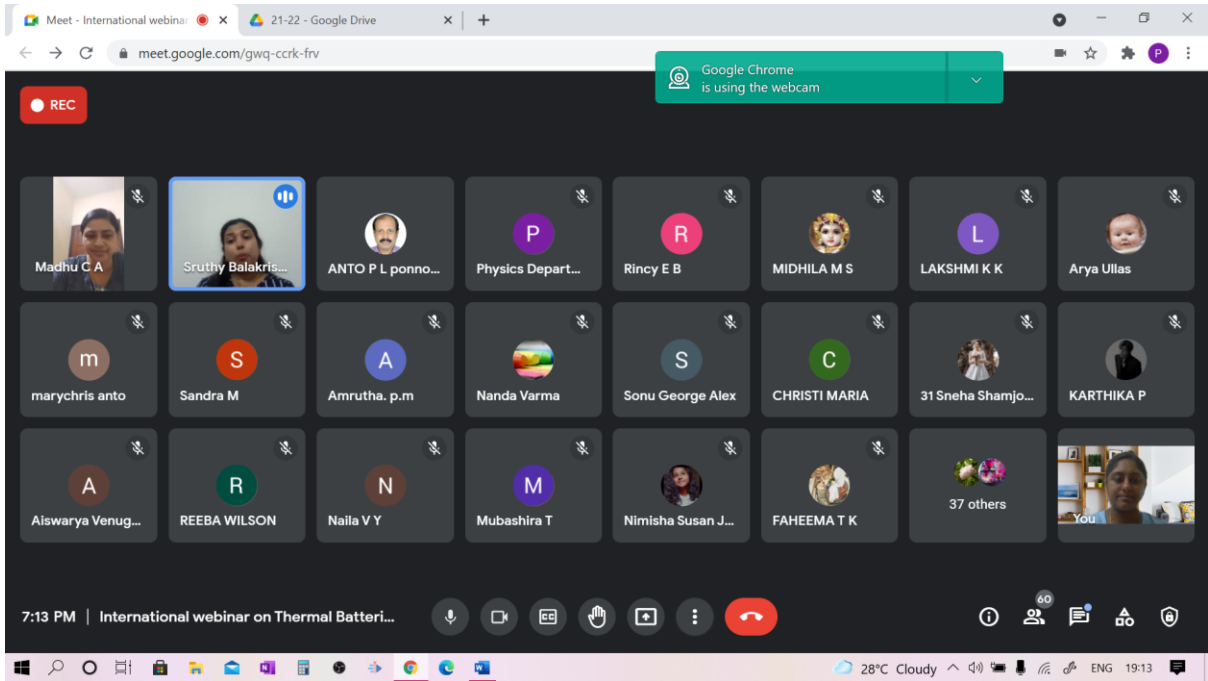 Meet - International webinar
21-22 - Google Drive
meet.google.com/gwq-ccrk-frv
P
Google Chrome
is using the webcam
REC
Madhu C A
Sruthy Balakris...
ANTO P L ponno...
P
Physics Depart...
R
Rincy E B
MIDHILA M S
L
LAKSHMI K K
Arya Ullas
m
marychris anto
S
Sandra M
A
Amrutha. p.m
Nanda Varma
S
Sonu George Alex
C
CHRISTI MARIA
31 Sneha Shamjo...
KARTHIKA P
A
Aiswarya Venug...
R
REEBA WILSON
N
Naila V Y
M
Mubashira T
Nimisha Susan J...
FAHEEMA T K
37 others
You
7:13 PM | International webinar on Thermal Batteri...
CC
60
28°C Cloudy
ENG
19:13